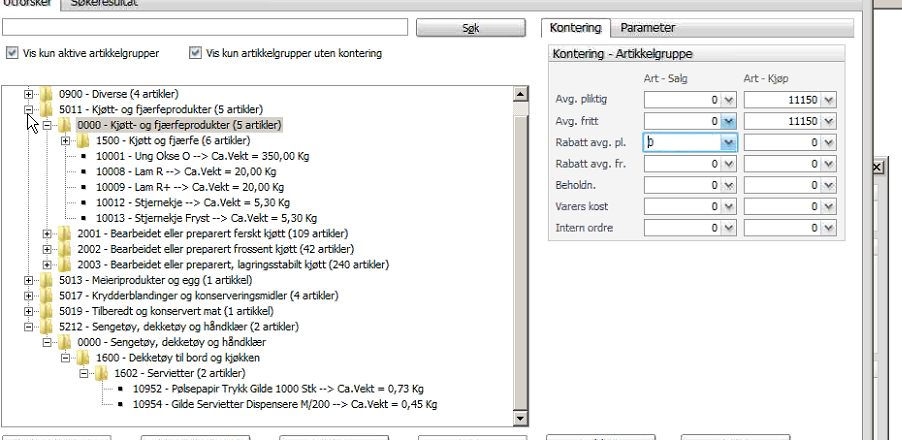 Utforsker Søkeresultat
Søk
Vis kun aktive artikkelgrupper Vis kun artikkelgrupper uten kontering
0900 - Diverse (4 artikler)
5011 - Kjøtt- og fjærfeprodukter (5 artikler)
0000 - Kjøtt- og fjærfeprodukter (5 artikler)
1500 - Kjøtt og fjærfe (6 artikler)
10001 - Ung Okse O --> Ca.Vekt = 350,00 Kg
10008 - Lam R --> Ca.Vekt = 20,00 Kg
10009 - Lam R+ --> Ca.Vekt = 20,00 Kg
10012 - Stjernekje --> Ca.Vekt = 5,30 Kg
10013 - Stjernekje Fryst --> Ca.Vekt = 5,30 Kg
2001 - Bearbeidet eller preparert ferskt kjøtt (109 artikler)
2002 - Bearbeidet eller preparert frossent kjøtt (42 artikler)
2003 - Bearbeidet eller preparert, lagringsstabilt kjøtt (240 artikler)
5013 - Meieriprodukter og egg (1 artikkel)
5017 - Krydderblandinger og konserveringsmidler (4 artikler)
5019 - Tilberedt og konservert mat (1 artikkel)
5212 - Sengetøy, dekketøy og håndklær (2 artikler)
0000 - Sengetøy, dekketøy og håndklær
1600 - Dekketøy til bord og kjøkken
1602 - Servietter (2 artikler)
10952 - Pølsepapir Trykk Gilde 1000 Stk --> Ca.Vekt = 0,73 Kg
10954 - Gilde Servietter Dispensere M/200 --> Ca.Vekt = 0,45 Kg
Kontering Parameter
Kontering - Artikkelgruppe
Art - Salg Art - Kjøp
Avg. pliktig 0 11150
Avg. fritt 0 11150
Rabatt avg. pl. 0 0
Rabatt avg. fr. 0 0
Beholdn. 0 0
Varers kost 0 0
Intern ordre 0 0